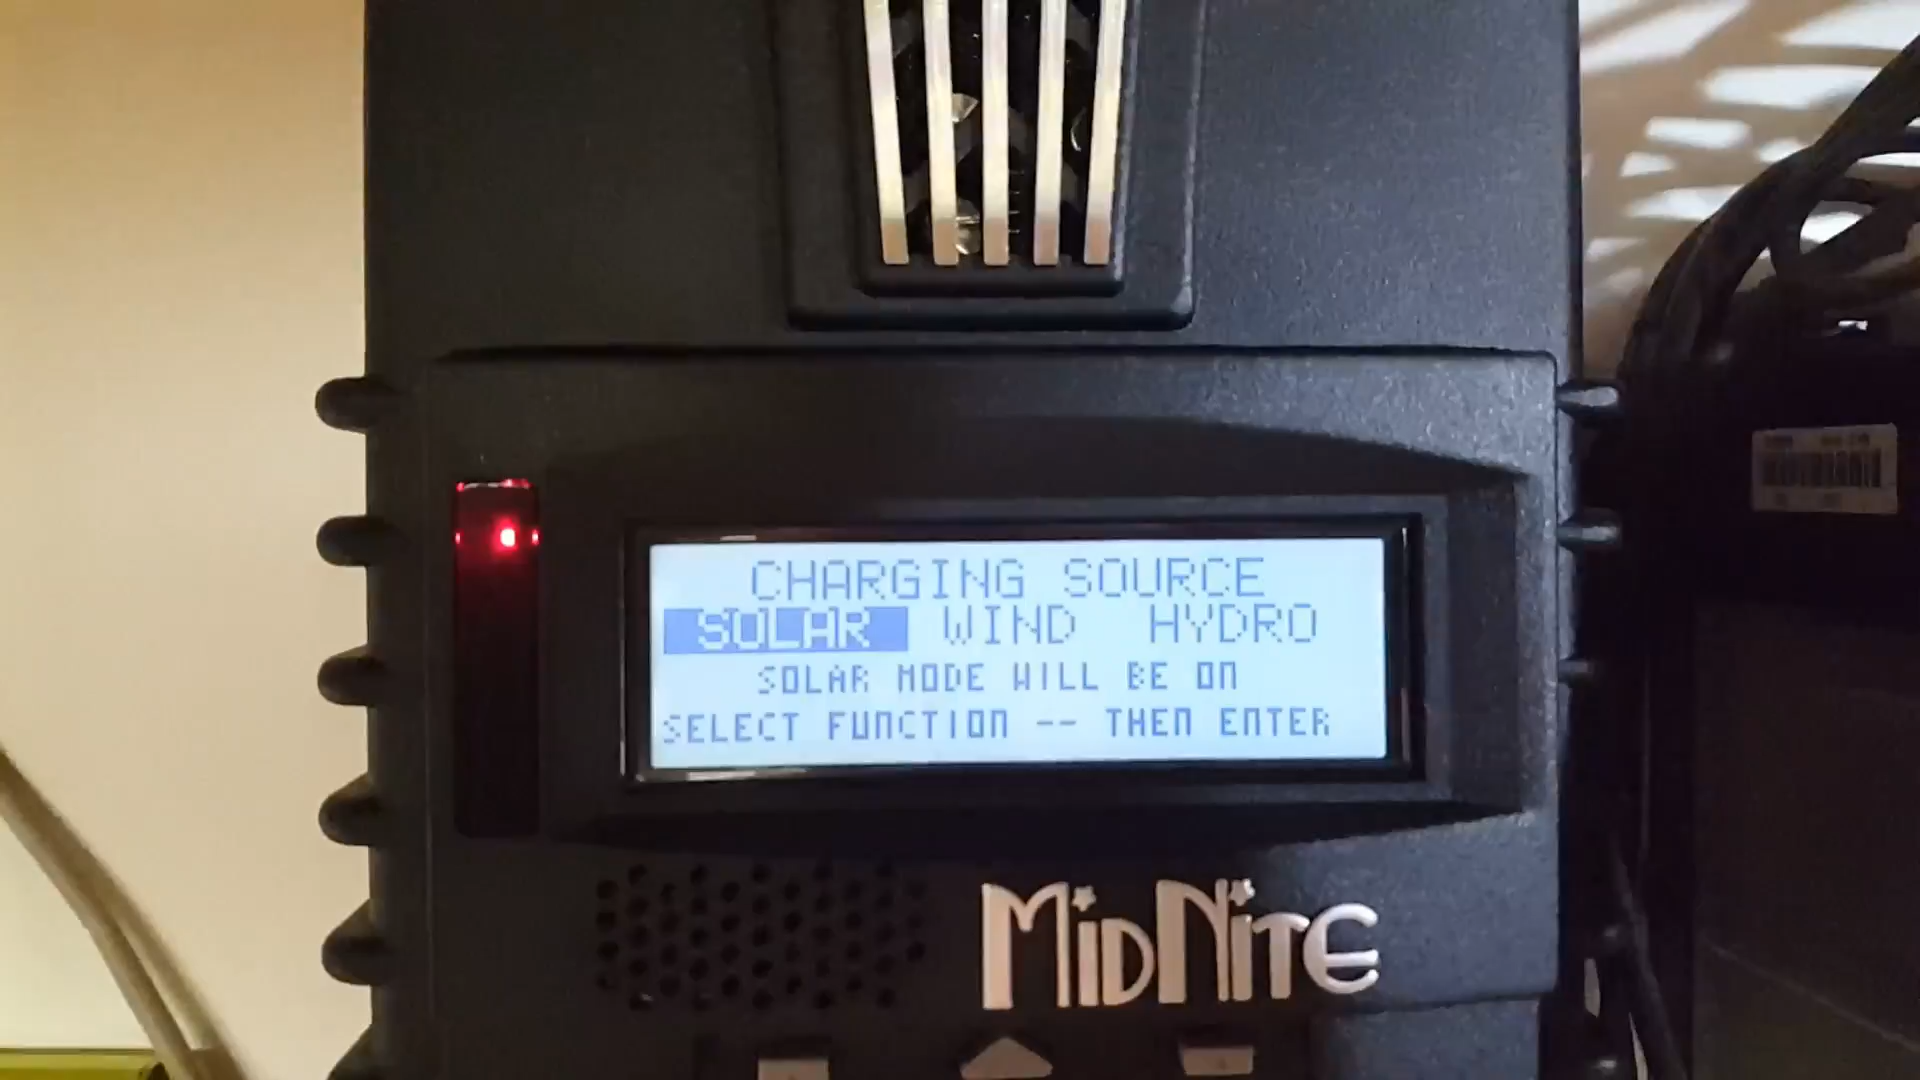 CHARGING SOURCE
SOLAR WIND HYDRO
SOLAR MODE WILL BE ON
SELECT FUNCTION -- THEN ENTER
MIDNITE